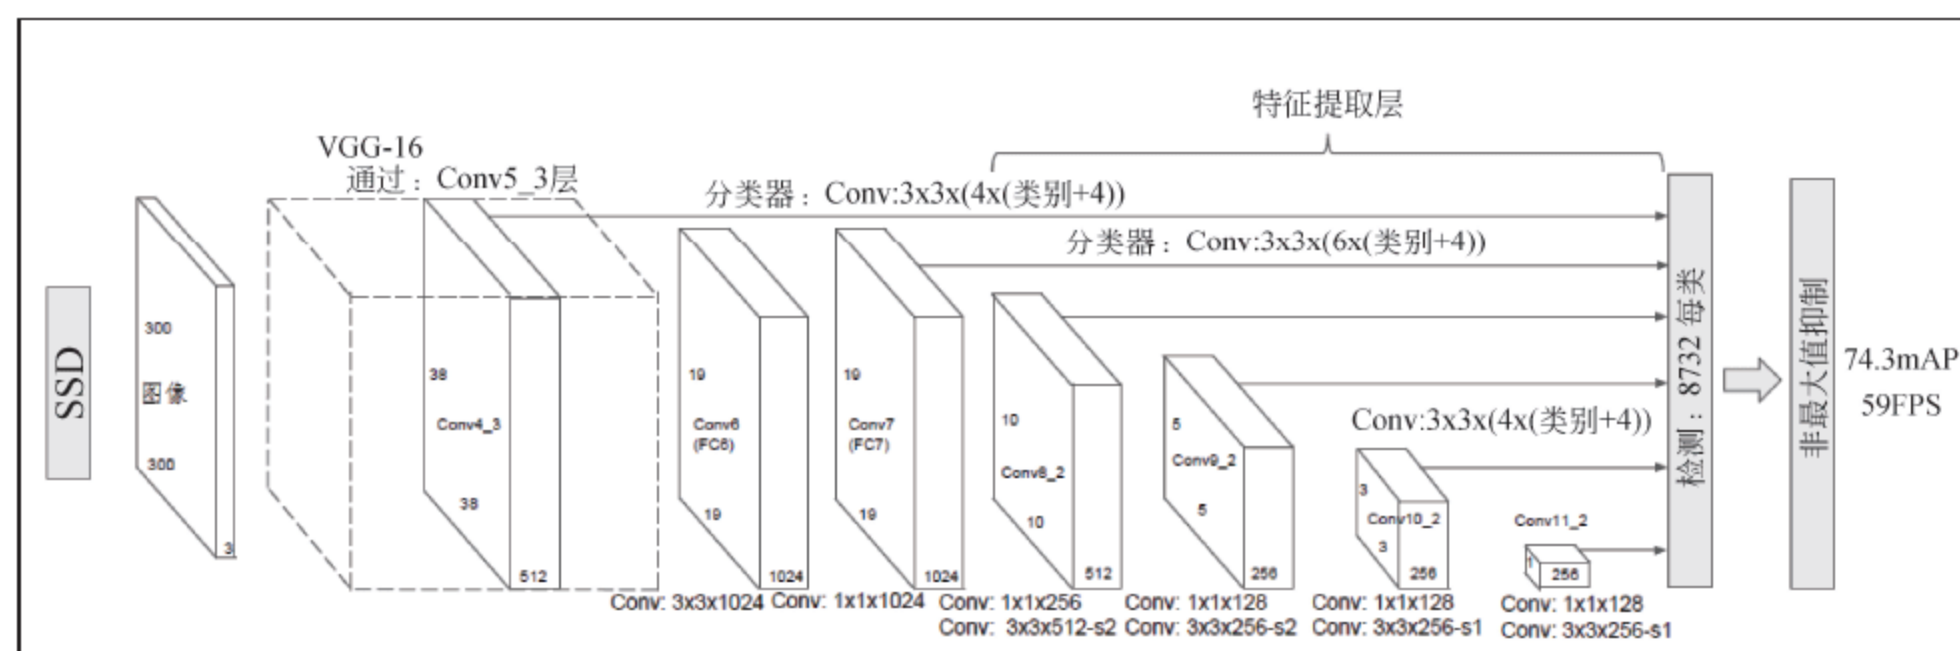 特征提取层
VGG-16
通过：Conv5_3层
分类器：Conv:3x3x(4x(类别+4))
分类器：Conv:3x3x(6x(类别+4))
SSD
300
图像
300
3
38
Conv4_3
38
512
19
Conv6
(FC6)
19
1024
19
Conv7
(FC7)
19
1024
10
Conv8_2
10
512
5
Conv9_2
5
256
Conv:3x3x(4x(类别+4))
3
Conv10_2
3
256
Conv11_2
1
256
检测：8732 每类
非最大值抑制
74.3mAP
59FPS
Conv: 3x3x1024
Conv: 1x1x1024
Conv: 1x1x256
Conv: 3x3x512-s2
Conv: 1x1x128
Conv: 3x3x256-s2
Conv: 1x1x128
Conv: 3x3x256-s1
Conv: 1x1x128
Conv: 3x3x256-s1